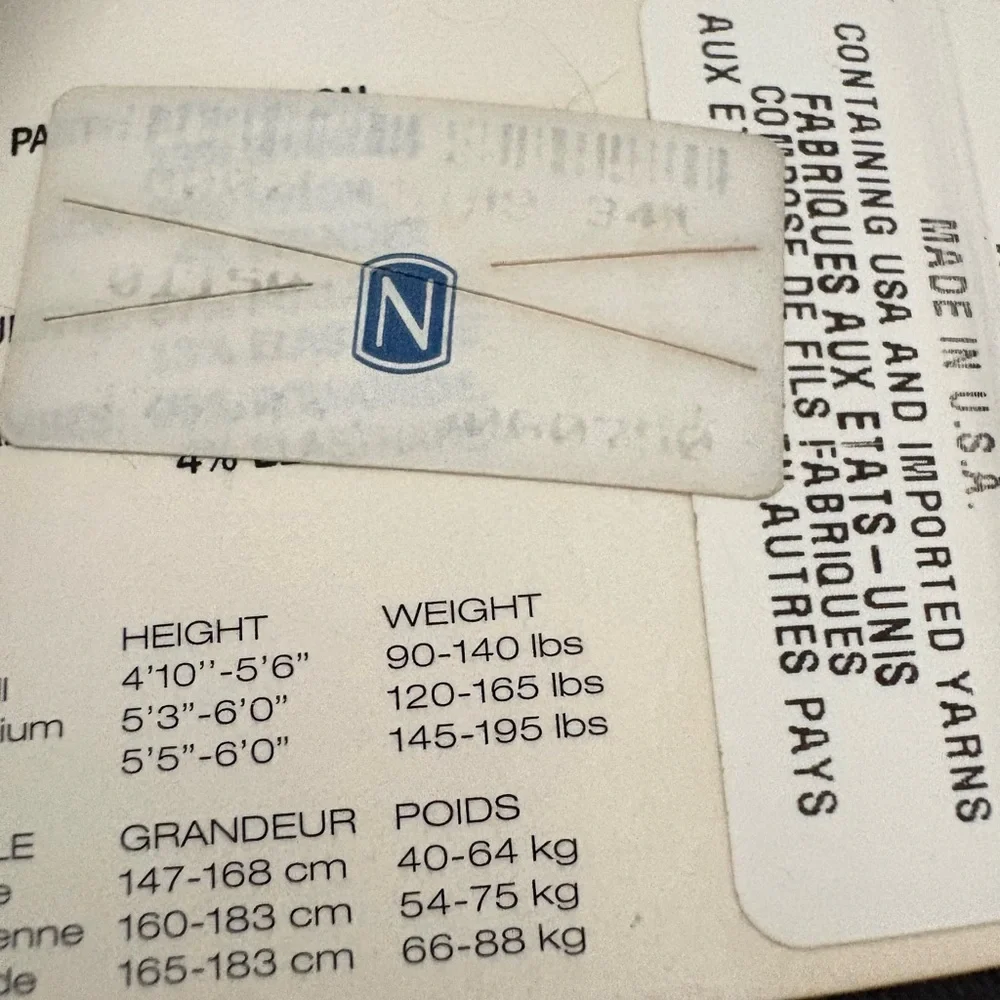 PA
N
4%
HEIGHT WEIGHT
4'10''-5'6" 90-140 lbs
ium 5'3"-6'0" 120-165 lbs
5'5"-6'0" 145-195 lbs
LE GRANDEUR POIDS
e 147-168 cm 40-64 kg
enne 160-183 cm 54-75 kg
de 165-183 cm 66-88 kg
MADE IN U.S.A.
CONTAINING USA AND IMPORTED YARNS
FABRIQUES AUX ETATS-UNIS
COMPOSE DE FILS FABRIQUES
AUX E AUTRES PAYS